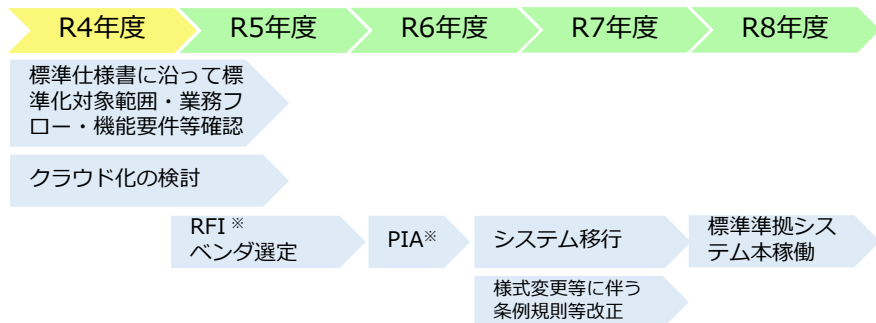 R4年度
R5年度
R6年度
R7年度
R8年度
標準仕様書に沿って標
準化対象範囲・業務フ
ロー・機能要件等確認
クラウド化の検討
RFI※
ベンダ選定
PIA※
システム移行
標準準拠シス
テム本稼働
様式変更等に伴う
条例規則等改正